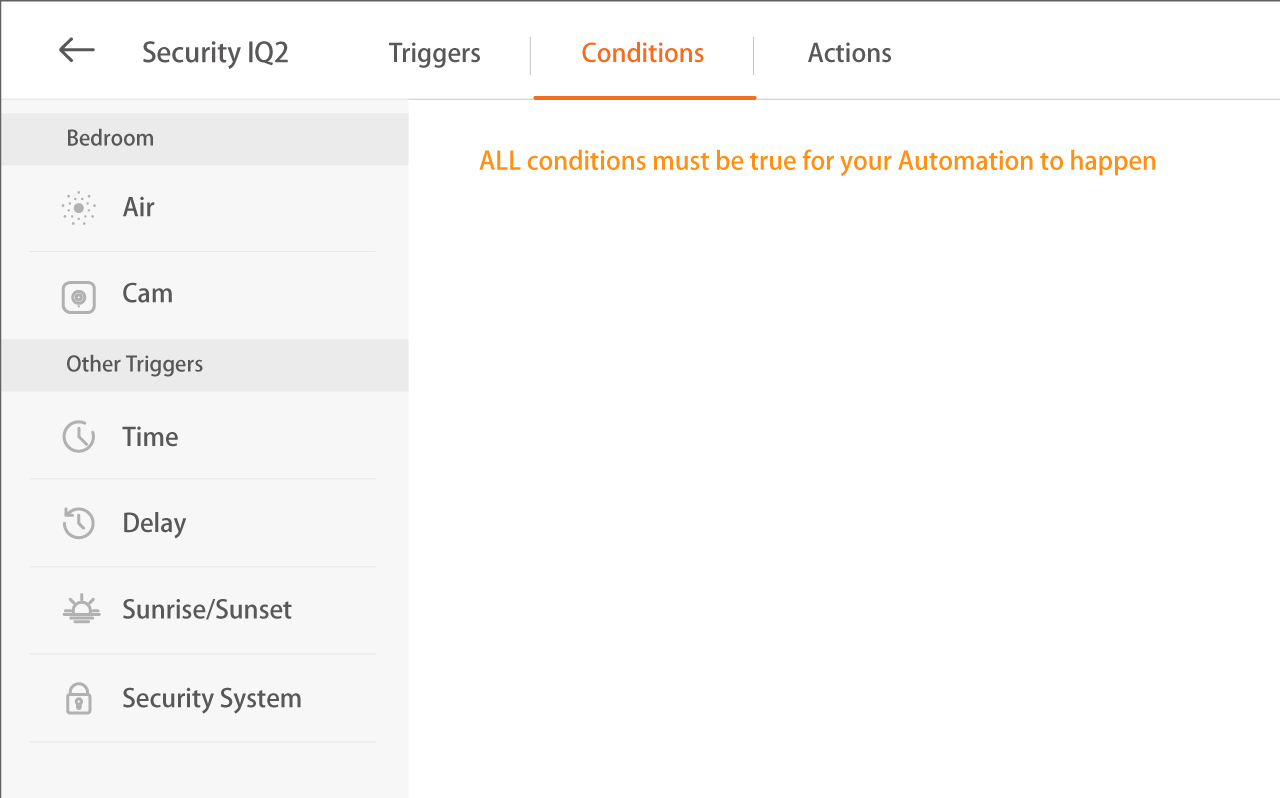 Security IQ2
Triggers
Conditions
Actions
Bedroom
Air
Cam
Other Triggers
Time
Delay
Sunrise/Sunset
Security System
ALL conditions must be true for your Automation to happen